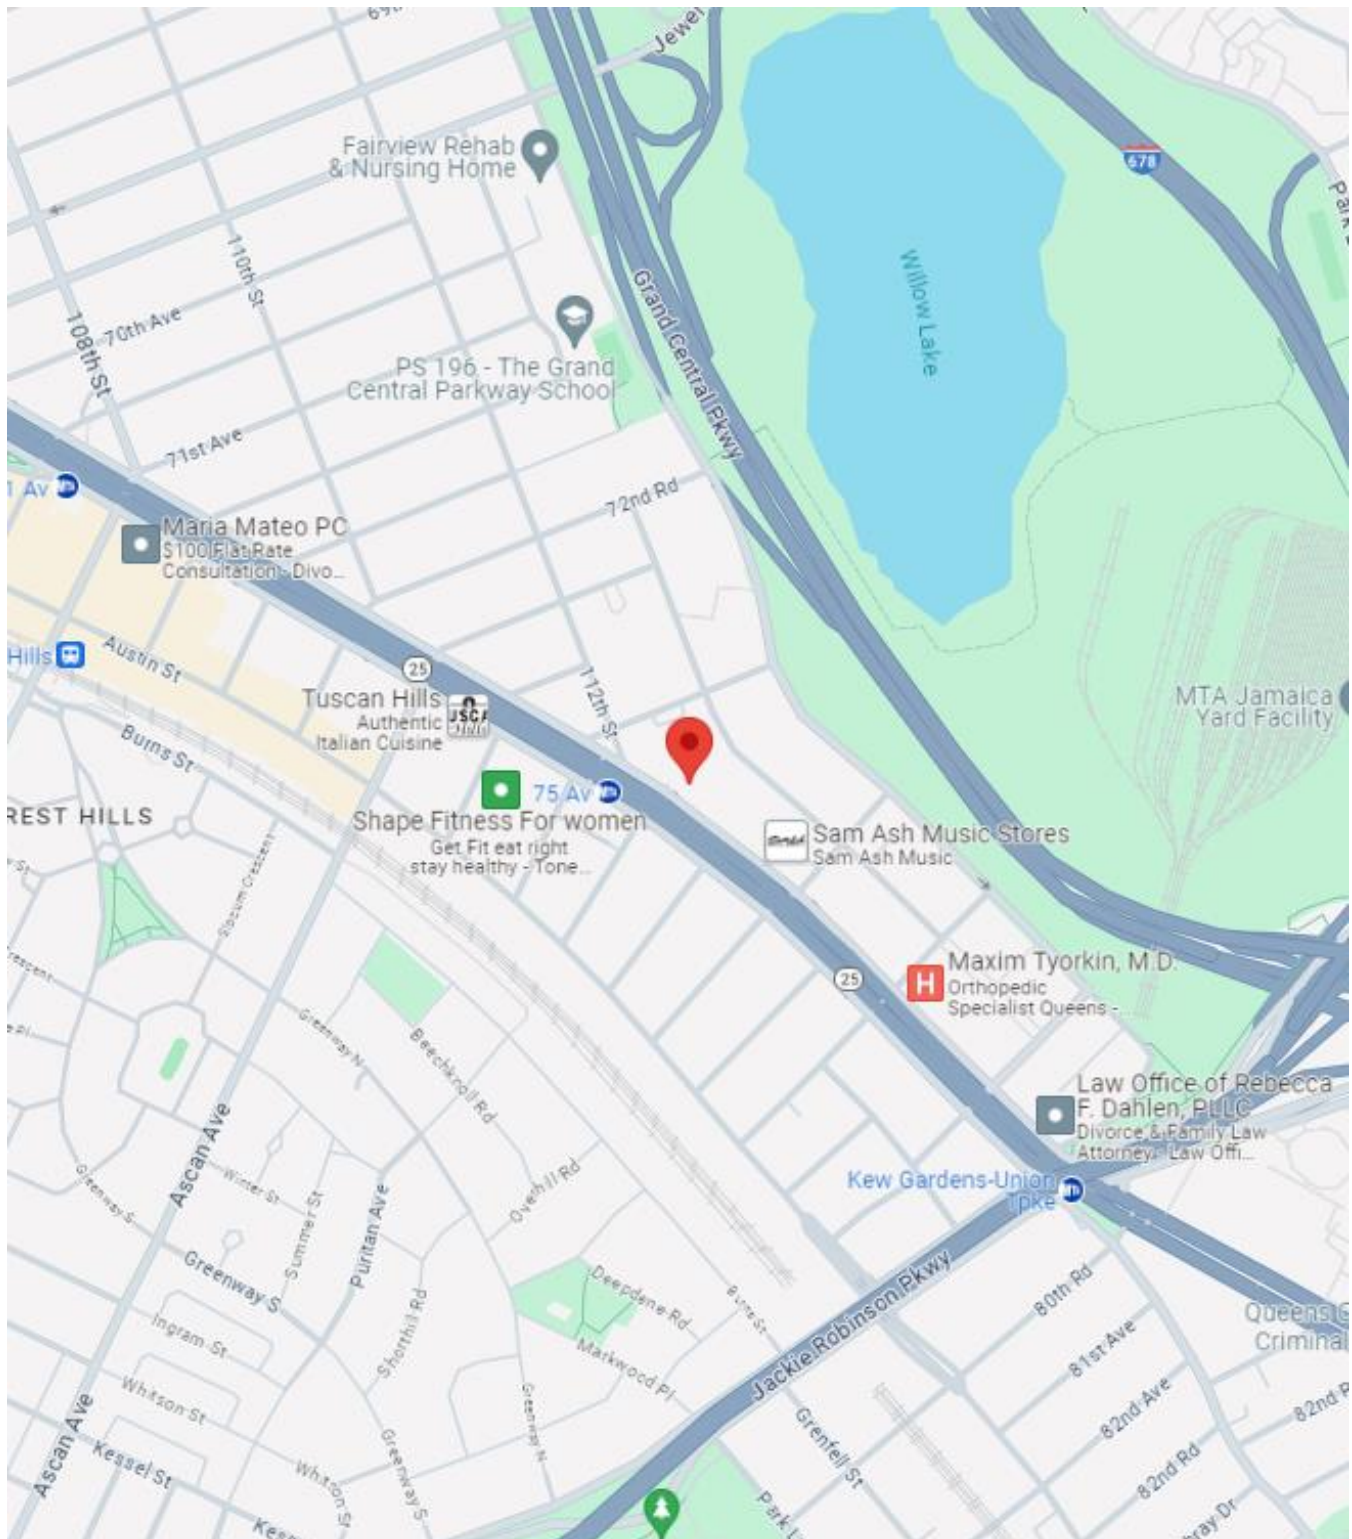 Jewel
Fairview Rehab
& Nursing Home
678
110th St
Willow Lake
Grand Central Pkwy
70th Ave
108th St
PS 196 - The Grand
Central Parkway School
71st Ave
72nd Rd
Av
Maria Mateo PC
$100 Flat Rate
Consultation - Divo...
Austin St
Hills
25
112th St
Tuscan Hills
Authentic
Italian Cuisine
MTA Jamaica
Yard Facility
Burns St
75 Av
REST HILLS
Shape Fitness For women
Get Fit eat right
stay healthy - Tone...
Sam Ash Music Stores
Sam Ash Music
Slocum Crescent
Crescent
25
H
Maxim Tyorkin, M.D.
Orthopedic
Specialist Queens -
Greenway N
Beechknoll Rd
Law Office of Rebecca
F. Dahlen, PLLC
Divorce & Family Law
Attorney - Law Offi...
Ascan Ave
Greenway S
Winter St
Overhill Rd
Kew Gardens-Union
Tpke
Summer St
Puritan Ave
Greenway S
Deepdene Rd
Burns St
80th Rd
Queens
Criminal
Ingram St
Shorthill Rd
Markwood Pl
Jackie Robinson Pkwy
81st Ave
Whitson St
Greenway N
82nd Ave
82nd
Ascan Ave
Kessel St
Greenway S
Grenfell St
82nd Rd
Whitson St
Park